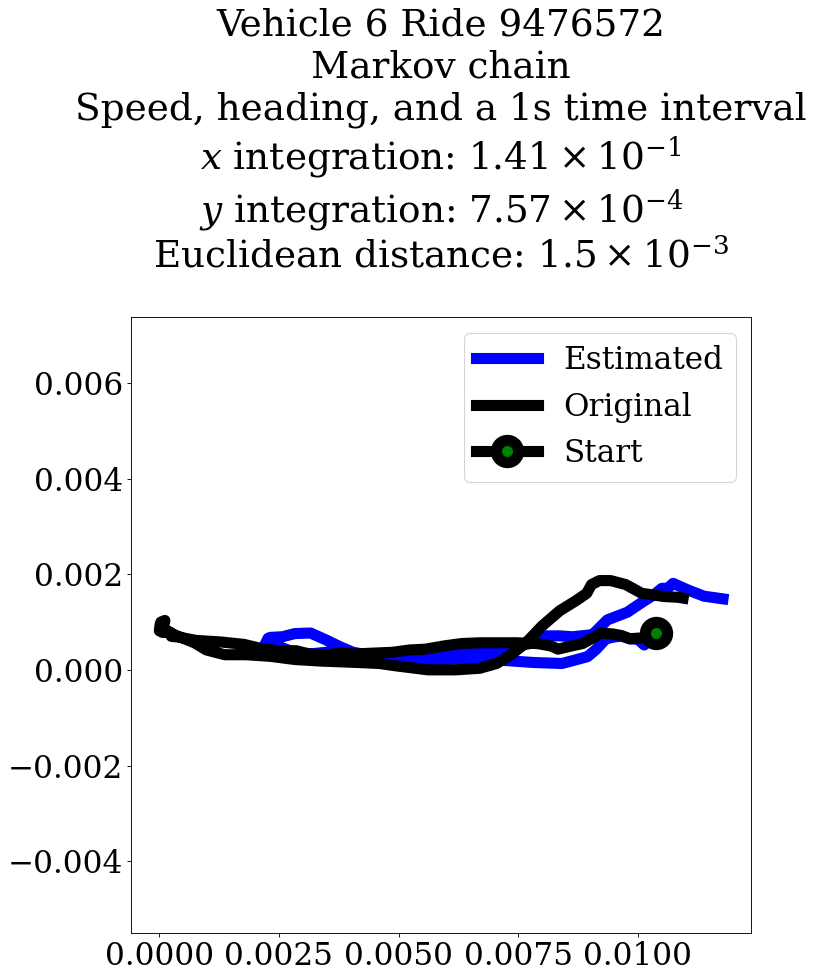 Vehicle 6 Ride 9476572
Markov chain
Speed, heading, and a 1s time interval
x integration: 1.41 × 10⁻¹
y integration: 7.57 × 10⁻⁴
Euclidean distance: 1.5 × 10⁻³
Estimated
Original
Start
0.006
0.004
0.002
0.000
−0.002
−0.004
0.0000 0.0025 0.0050 0.0075 0.0100